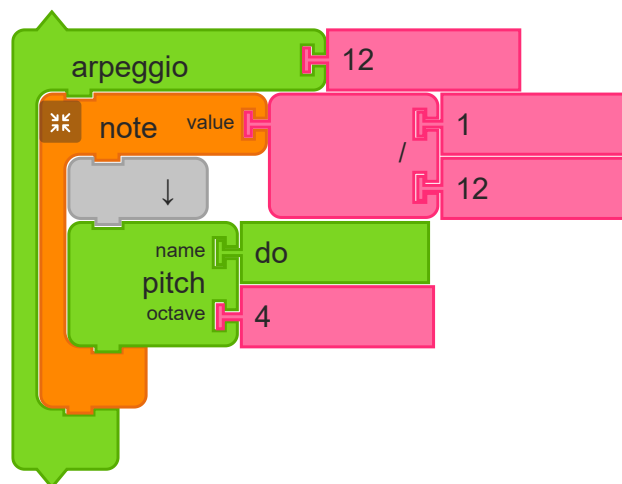 arpeggio 12
note value 1
/
12
↓
name do
pitch
octave 4